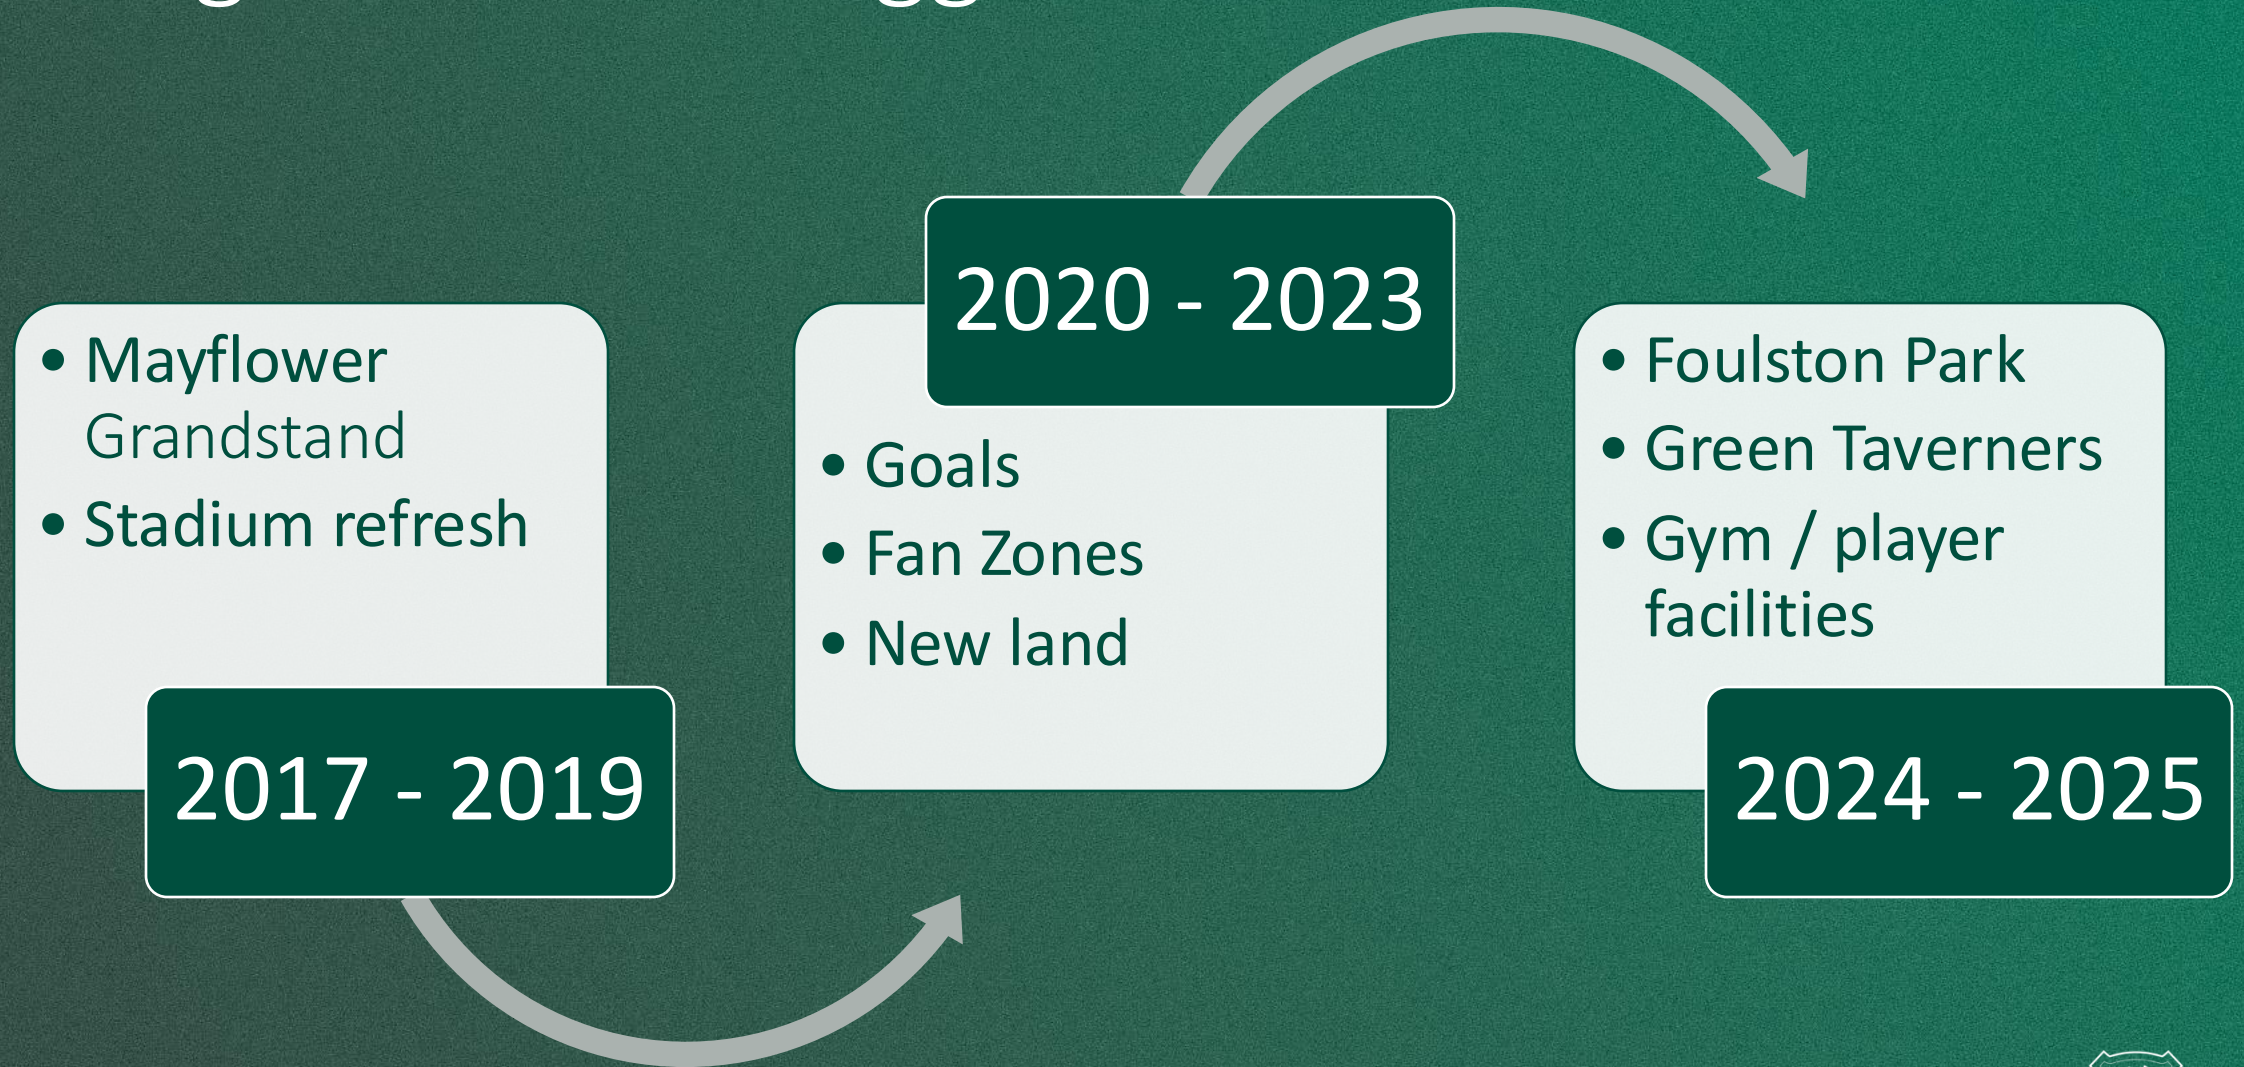 • Mayflower
Grandstand
• Stadium refresh
2017 - 2019
2020 - 2023
• Goals
• Fan Zones
• New land
• Foulston Park
• Green Taverners
• Gym / player
facilities
2024 - 2025